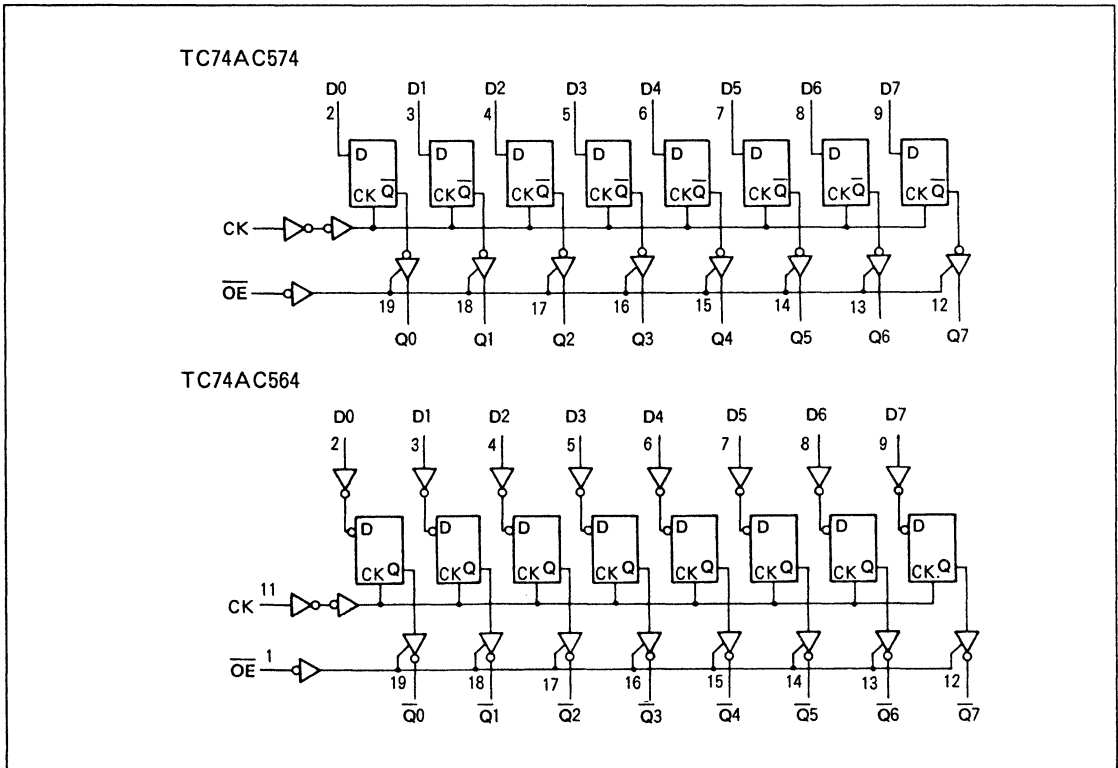 TC74AC574
D0 D1 D2 D3 D4 D5 D6 D7
2 3 4 5 6 7 8 9
D D D D D D D D
CK Q̅ CK Q̅ CK Q̅ CK Q̅ CK Q̅ CK Q̅ CK Q̅ CK Q̅
CK
O̅E̅
19 18 17 16 15 14 13 12
Q0 Q1 Q2 Q3 Q4 Q5 Q6 Q7
TC74AC564
D0 D1 D2 D3 D4 D5 D6 D7
2 3 4 5 6 7 8 9
D D D D D D D D
CK Q CK Q CK Q CK Q CK Q CK Q CK Q CK. Q
CK 11
O̅E̅ 1
19 18 17 16 15 14 13 12
Q̅0 Q̅1 Q̅2 Q̅3 Q̅4 Q̅5 Q̅6 Q̅7